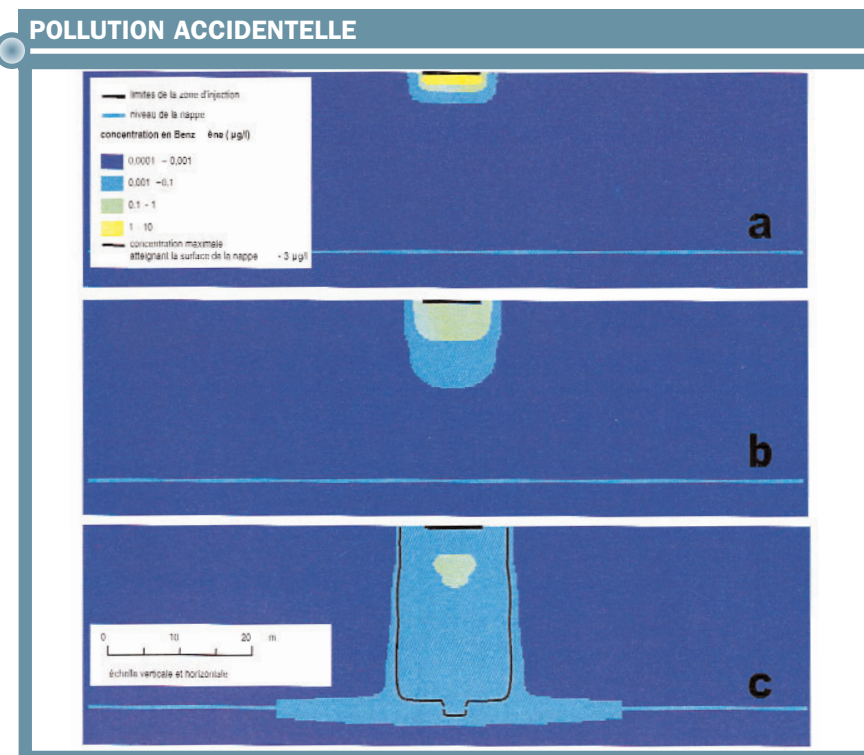 POLLUTION ACCIDENTELLE
limites de la zone d'injection
niveau de la nappe
concentration en Benz ène ( µg/l)
0,0001 – 0,001
0,001 –0,1
0,1 - 1
1 10
concentration maximale
atteignant la surface de la nappe - 3 µg/l
a
b
0 10 20 m
échelle verticale et horizontale
c